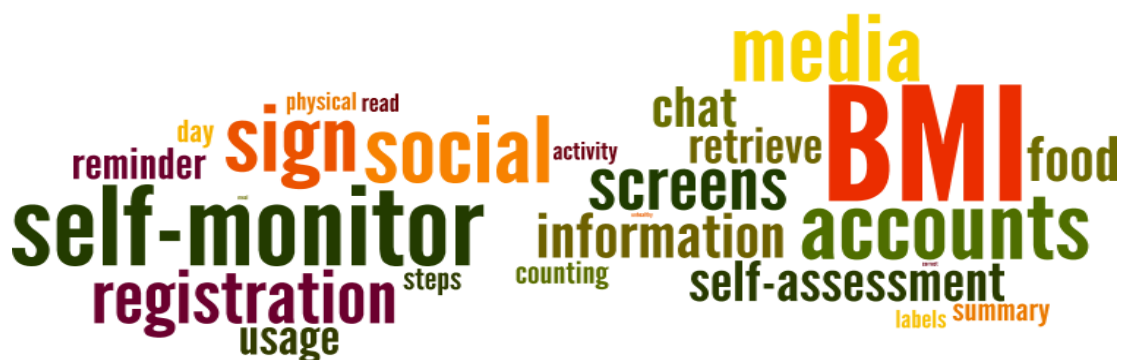 media
BMI
chat
physical read
day sign social
retrieve food
reminder activity
screens
self-monitor
accounts
information
registration steps
counting self-assessment
usage
labels summary